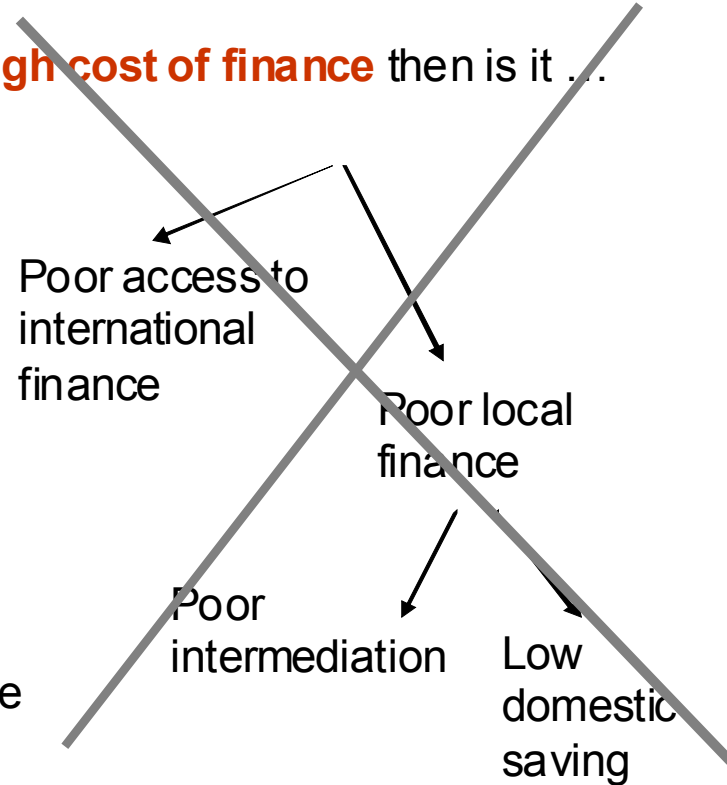 gh cost of finance then is it ...
Poor access to
international
finance
Poor local
finance
Poor
intermediation
Low
domestic
saving
e